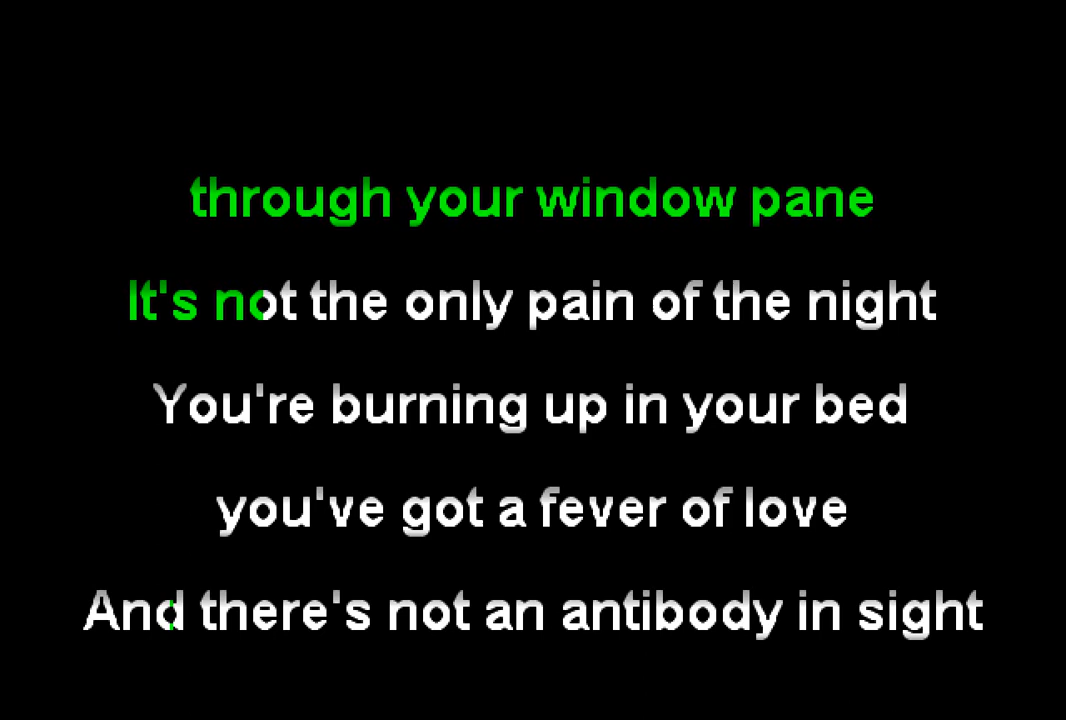 through your window pane
It's not the only pain of the night
You're burning up in your bed
you've got a fever of love
And there's not an antibody in sight